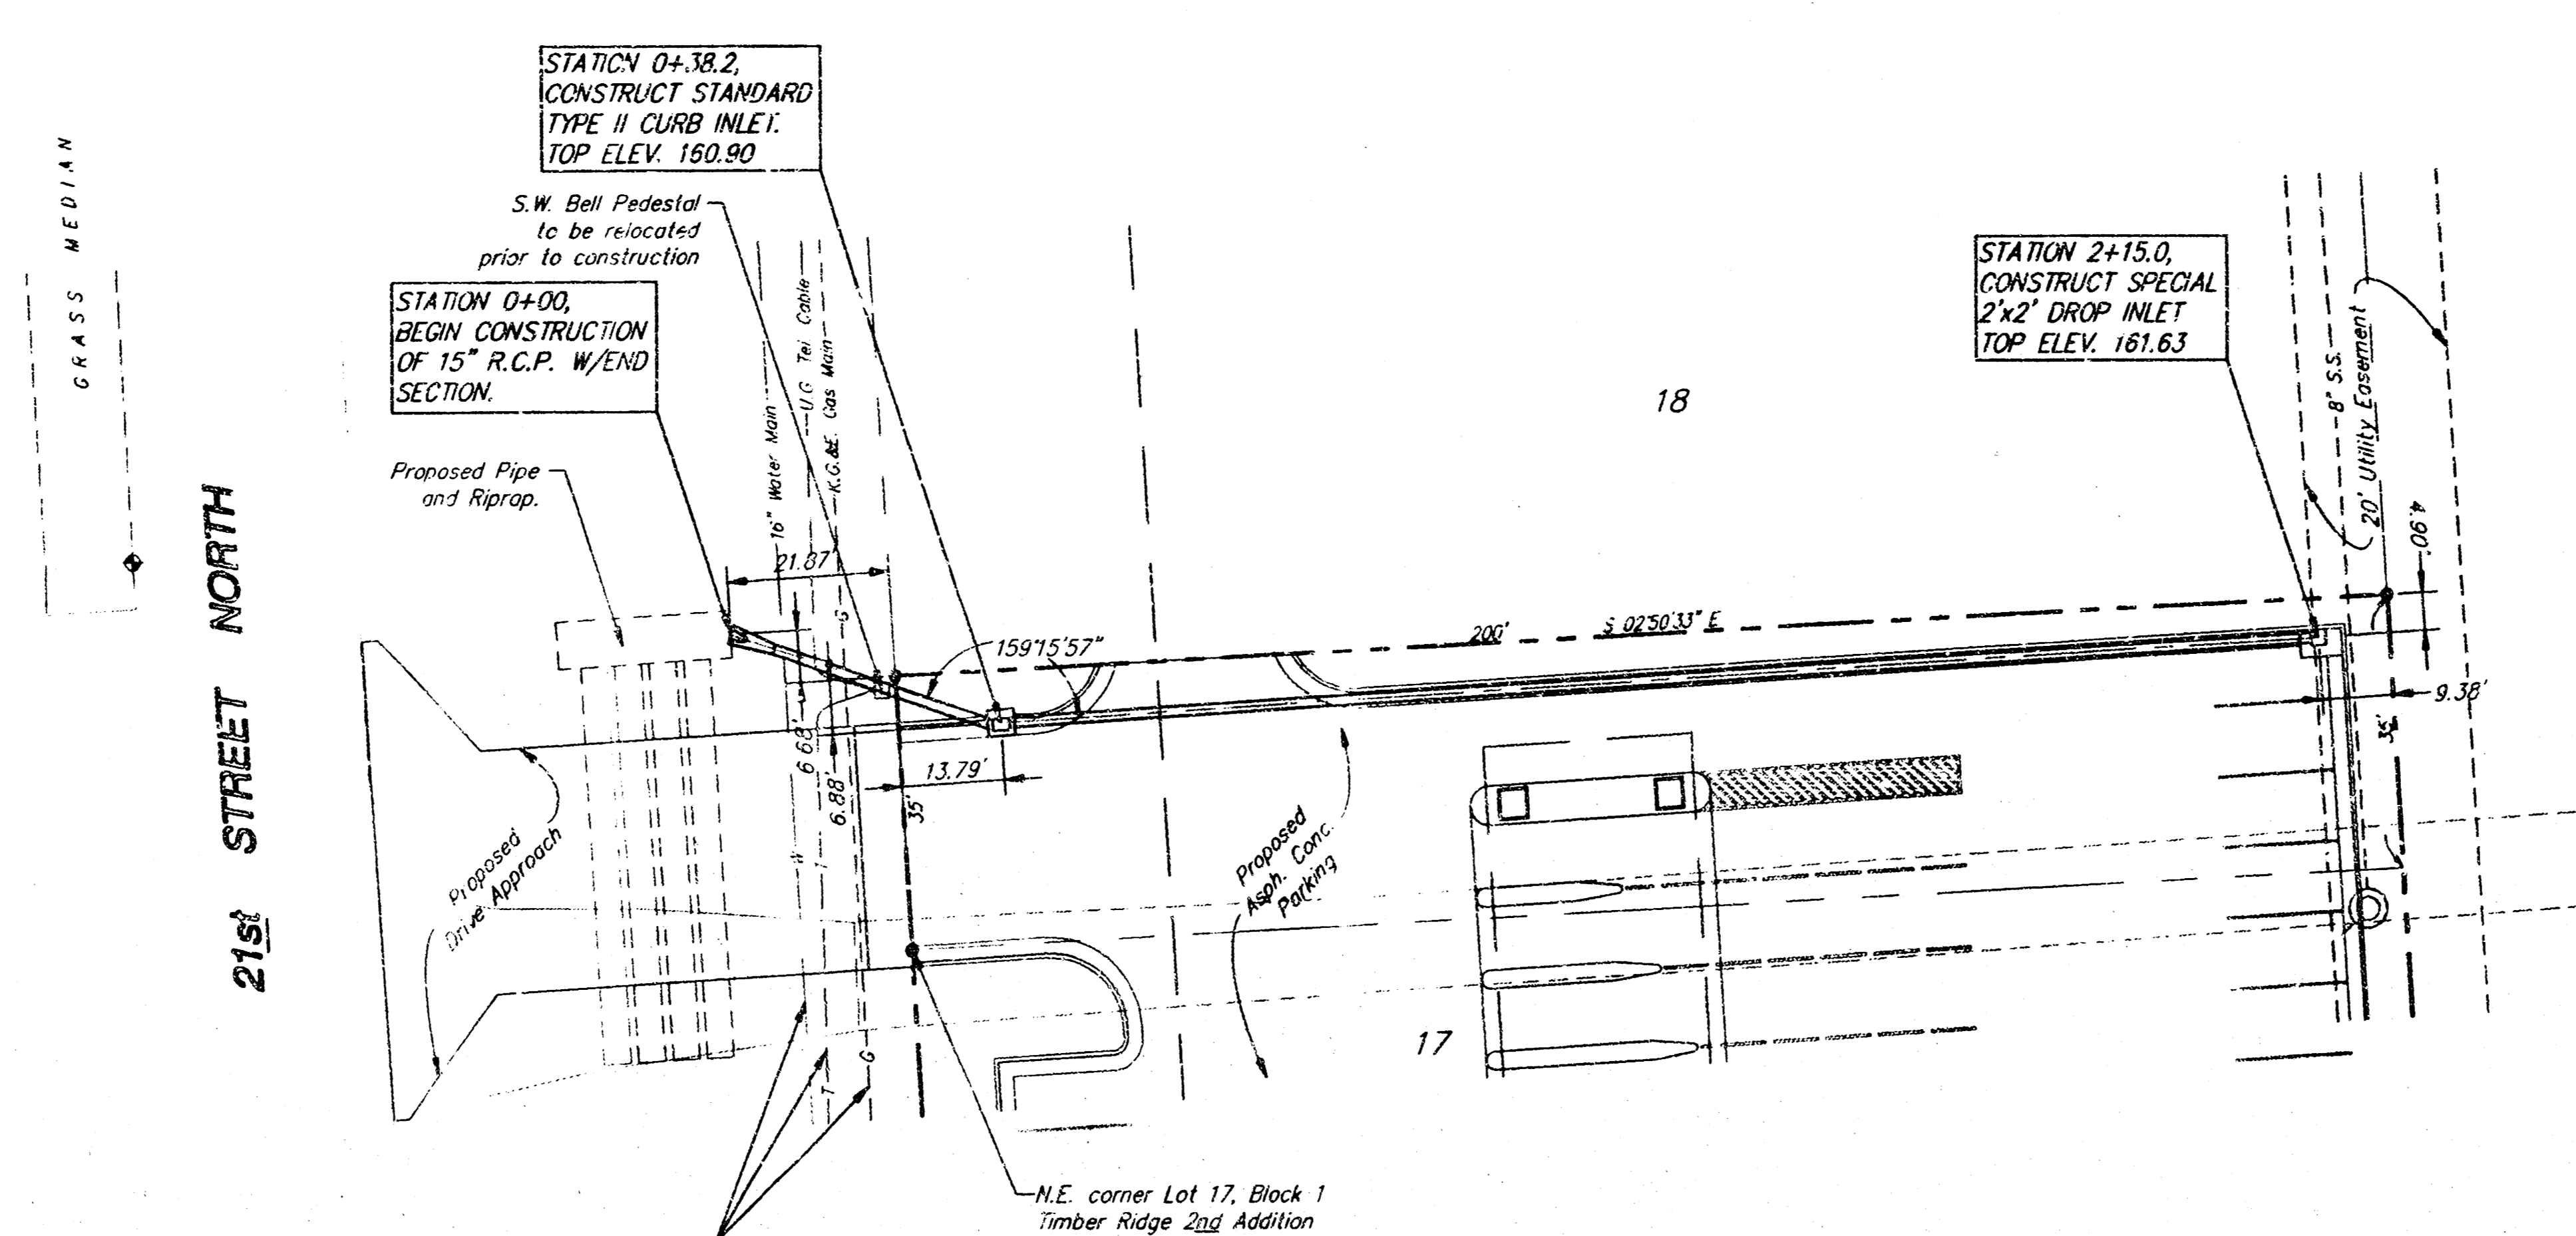 STATION 0+38.2,
CONSTRUCT STANDARD
TYPE II CURB INLET.
TOP ELEV. 160.90
S.W. Bell Pedestal
to be relocated
prior to construction
STATION 0+00,
BEGIN CONSTRUCTION
OF 15" R.C.P. W/END
SECTION.
Proposed Pipe
and Riprap.
GRASS MEDIAN
21st STREET NORTH
16" Water Main
U.G Tel Cable
K.G.&E. Gas Main
STATION 2+15.0,
CONSTRUCT SPECIAL
2'x2' DROP INLET
TOP ELEV. 161.63
18
8" S.S.
20' Utility Easement
4.90'
21.87'
G
159°15'57"
200'
S 02°50'33" E
9.38'
35'
6.68'
6.88'
13.79'
35'
W
T
Proposed
Drive Approach
Proposed
Asph. Conc.
Parking
17
G
T
N.E. corner Lot 17, Block 1
Timber Ridge 2nd Addition